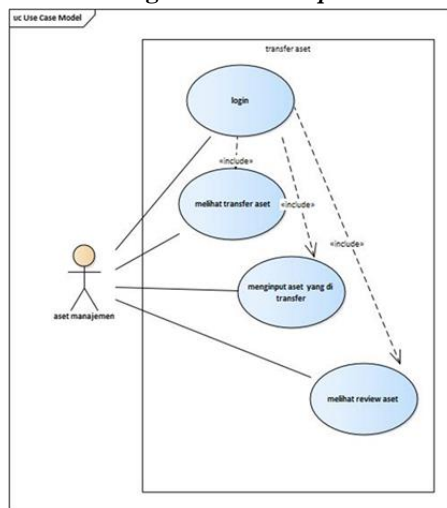 uc Use Case Model
transfer aset
login
«include»
melihat transfer aset
«include»
«include»
menginput aset yang di
transfer
aset manajemen
melihat review aset